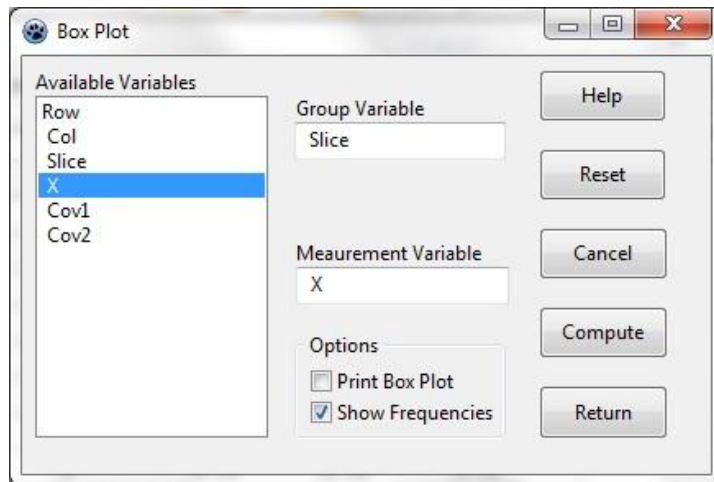 Box Plot
Available Variables
Row
Col
Slice
X
Cov1
Cov2
Group Variable
Slice
Meaurement Variable
X
Options
Print Box Plot
Show Frequencies
Help
Reset
Cancel
Compute
Return